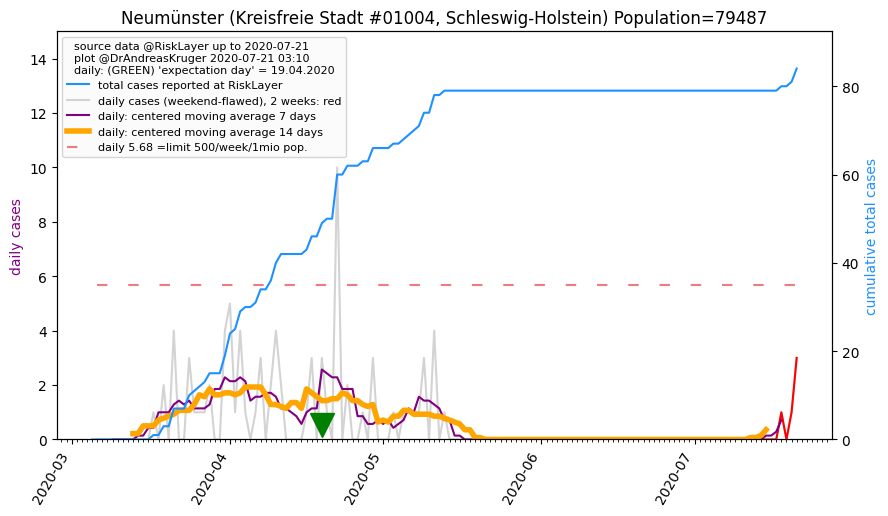 Neumünster (Kreisfreie Stadt #01004, Schleswig-Holstein) Population=79487
source data @RiskLayer up to 2020-07-21
plot @DrAndreasKruger 2020-07-21 03:10
daily: (GREEN) 'expectation day' = 19.04.2020
total cases reported at RiskLayer
daily cases (weekend-flawed), 2 weeks: red
daily: centered moving average 7 days
daily: centered moving average 14 days
daily 5.68 =limit 500/week/1mio pop.
daily cases
14
12
10
8
6
4
2
0
80
60
40
20
0
cumulative total cases
2020-03
2020-04
2020-05
2020-06
2020-07